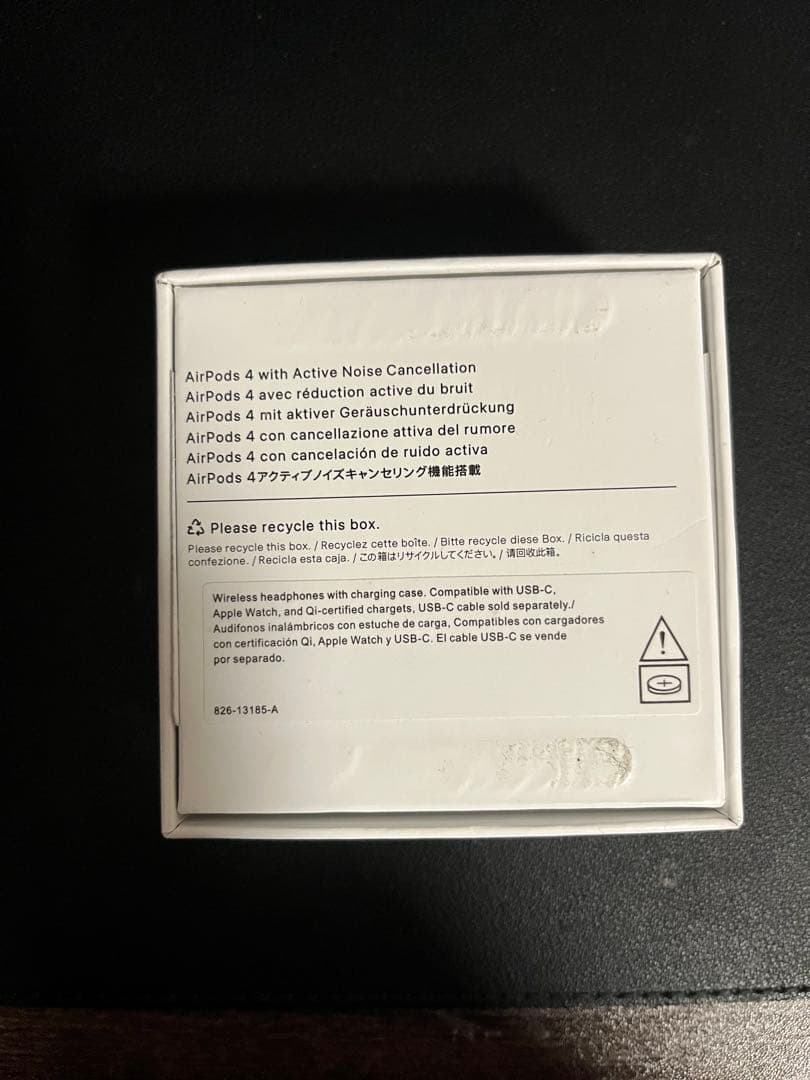 AirPods 4 with Active Noise Cancellation
AirPods 4 avec réduction active du bruit
AirPods 4 mit aktiver Geräuschunterdrückung
AirPods 4 con cancellazione attiva del rumore
AirPods 4 con cancelación de ruido activa
AirPods 4アクティブノイズキャンセリング機能搭載
Please recycle this box.
Please recycle this box. / Recyclez cette boîte. / Bitte recycle diese Box. / Ricicla questa
confezione. / Recicla esta caja. / この箱はリサイクルしてください。 / 请回收此箱。
Wireless headphones with charging case. Compatible with USB-C,
Apple Watch, and Qi-certified chargets, USB-C cable sold separately./
Audifonos inalámbricos con estuche de carga, Compatibles con cargadores
con certificación Qi, Apple Watch y USB-C. El cable USB-C se vende
por separado.
826-13185-A